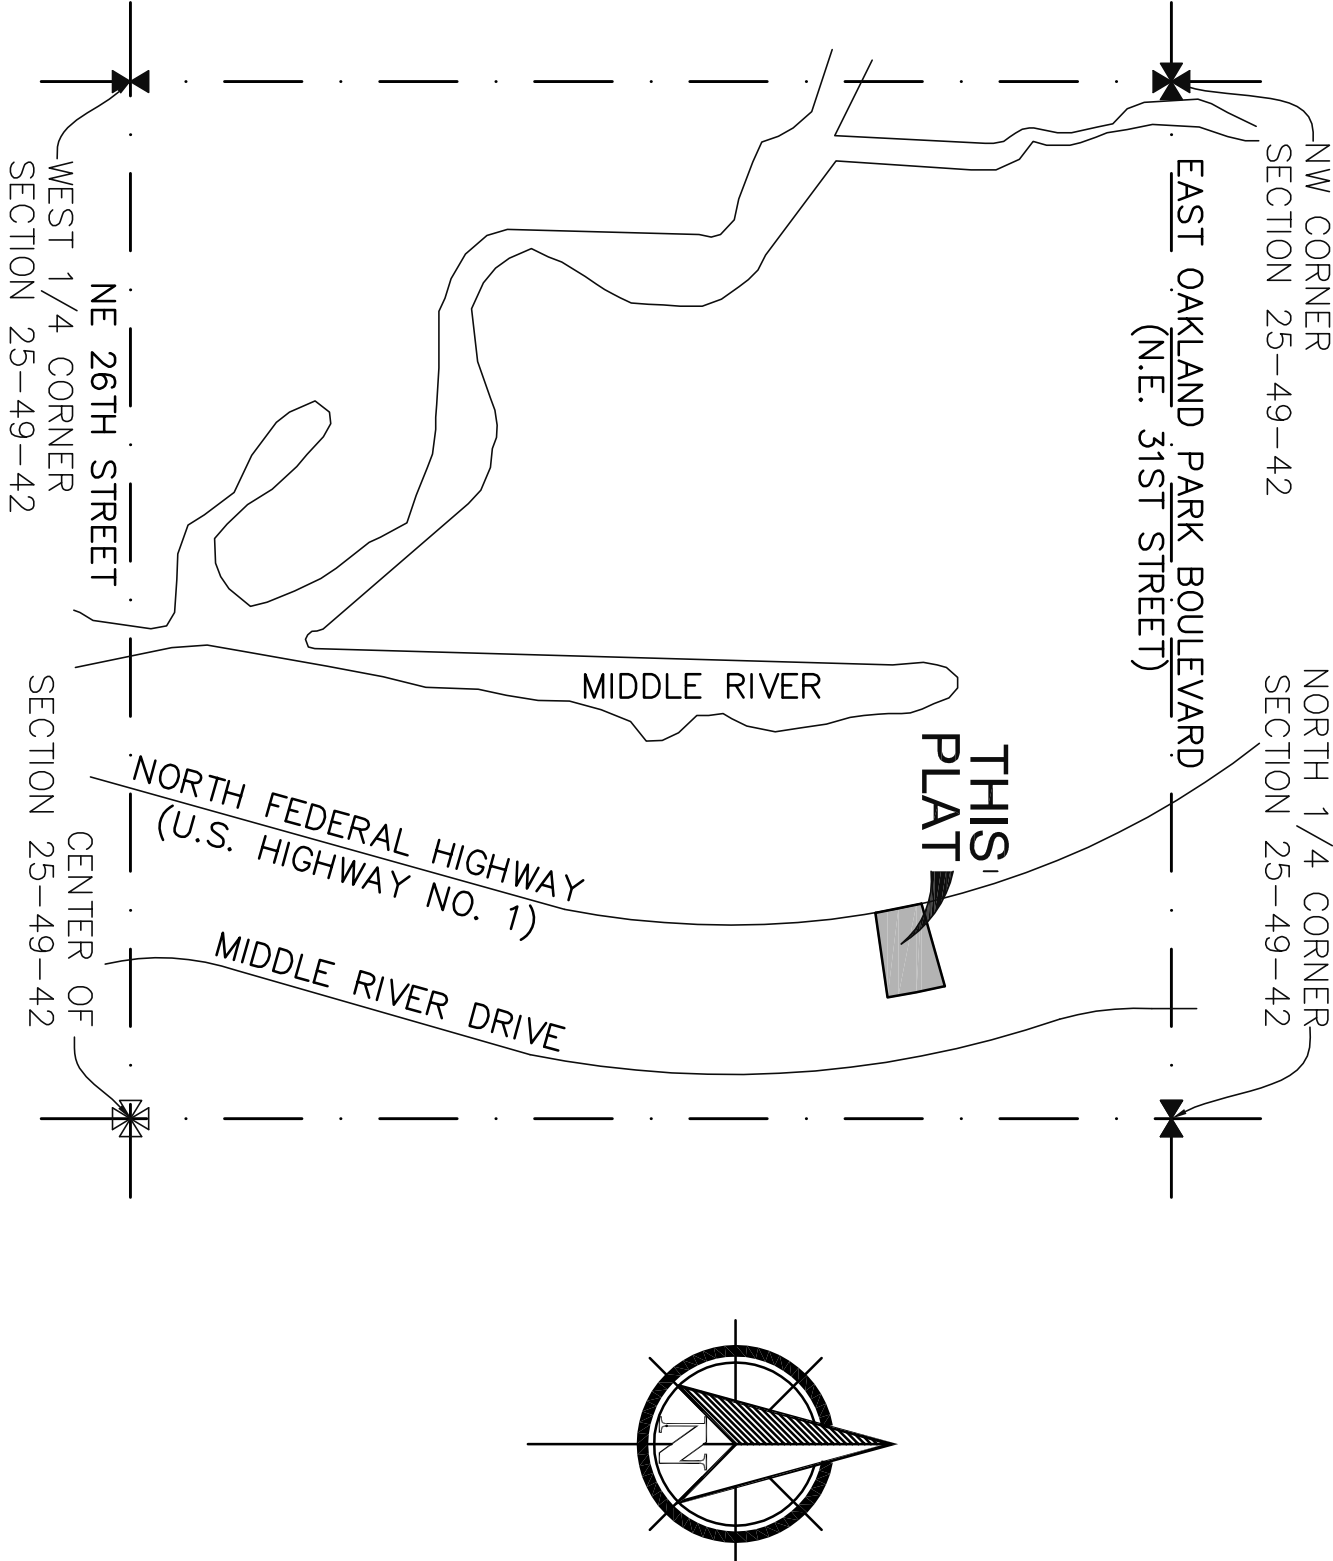 NW CORNER
SECTION 25-49-42
NORTH 1/4 CORNER
SECTION 25-49-42
EAST OAKLAND PARK BOULEVARD
(N.E. 31ST STREET)
THIS
PLAT
MIDDLE RIVER
NORTH FEDERAL HIGHWAY
(U.S. HIGHWAY NO. 1)
MIDDLE RIVER DRIVE
NE 26TH STREET
WEST 1/4 CORNER
SECTION 25-49-42
CENTER OF
SECTION 25-49-42
N